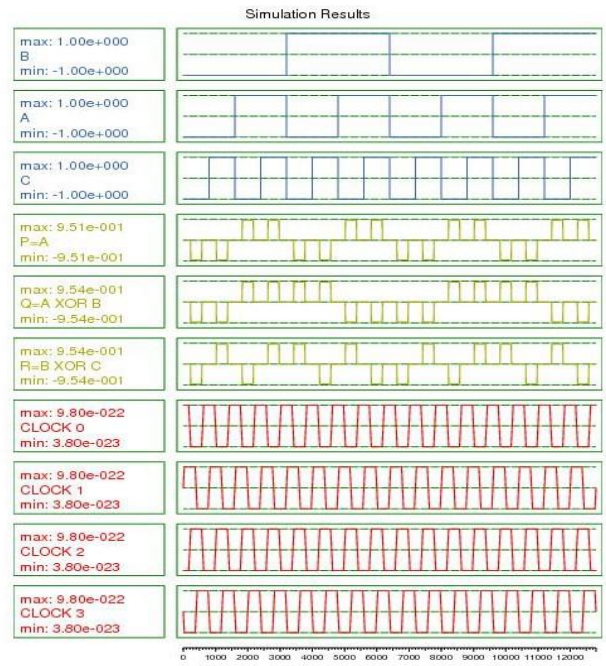 Simulation Results
max: 1.00e+000
B
min: -1.00e+000
max: 1.00e+000
A
min: -1.00e+000
max: 1.00e+000
C
min: -1.00e+000
max: 9.51e-001
P=A
min: -9.51e-001
max: 9.54e-001
Q=A XOR B
min: -9.54e-001
max: 9.54e-001
R=B XOR C
min: -9.54e-001
max: 9.80e-022
CLOCK 0
min: 3.80e-023
max: 9.80e-022
CLOCK 1
min: 3.80e-023
max: 9.80e-022
CLOCK 2
min: 3.80e-023
max: 9.80e-022
CLOCK 3
min: 3.80e-023
0 1000 2000 3000 4000 5000 6000 7000 8000 9000 10000 11000 12000